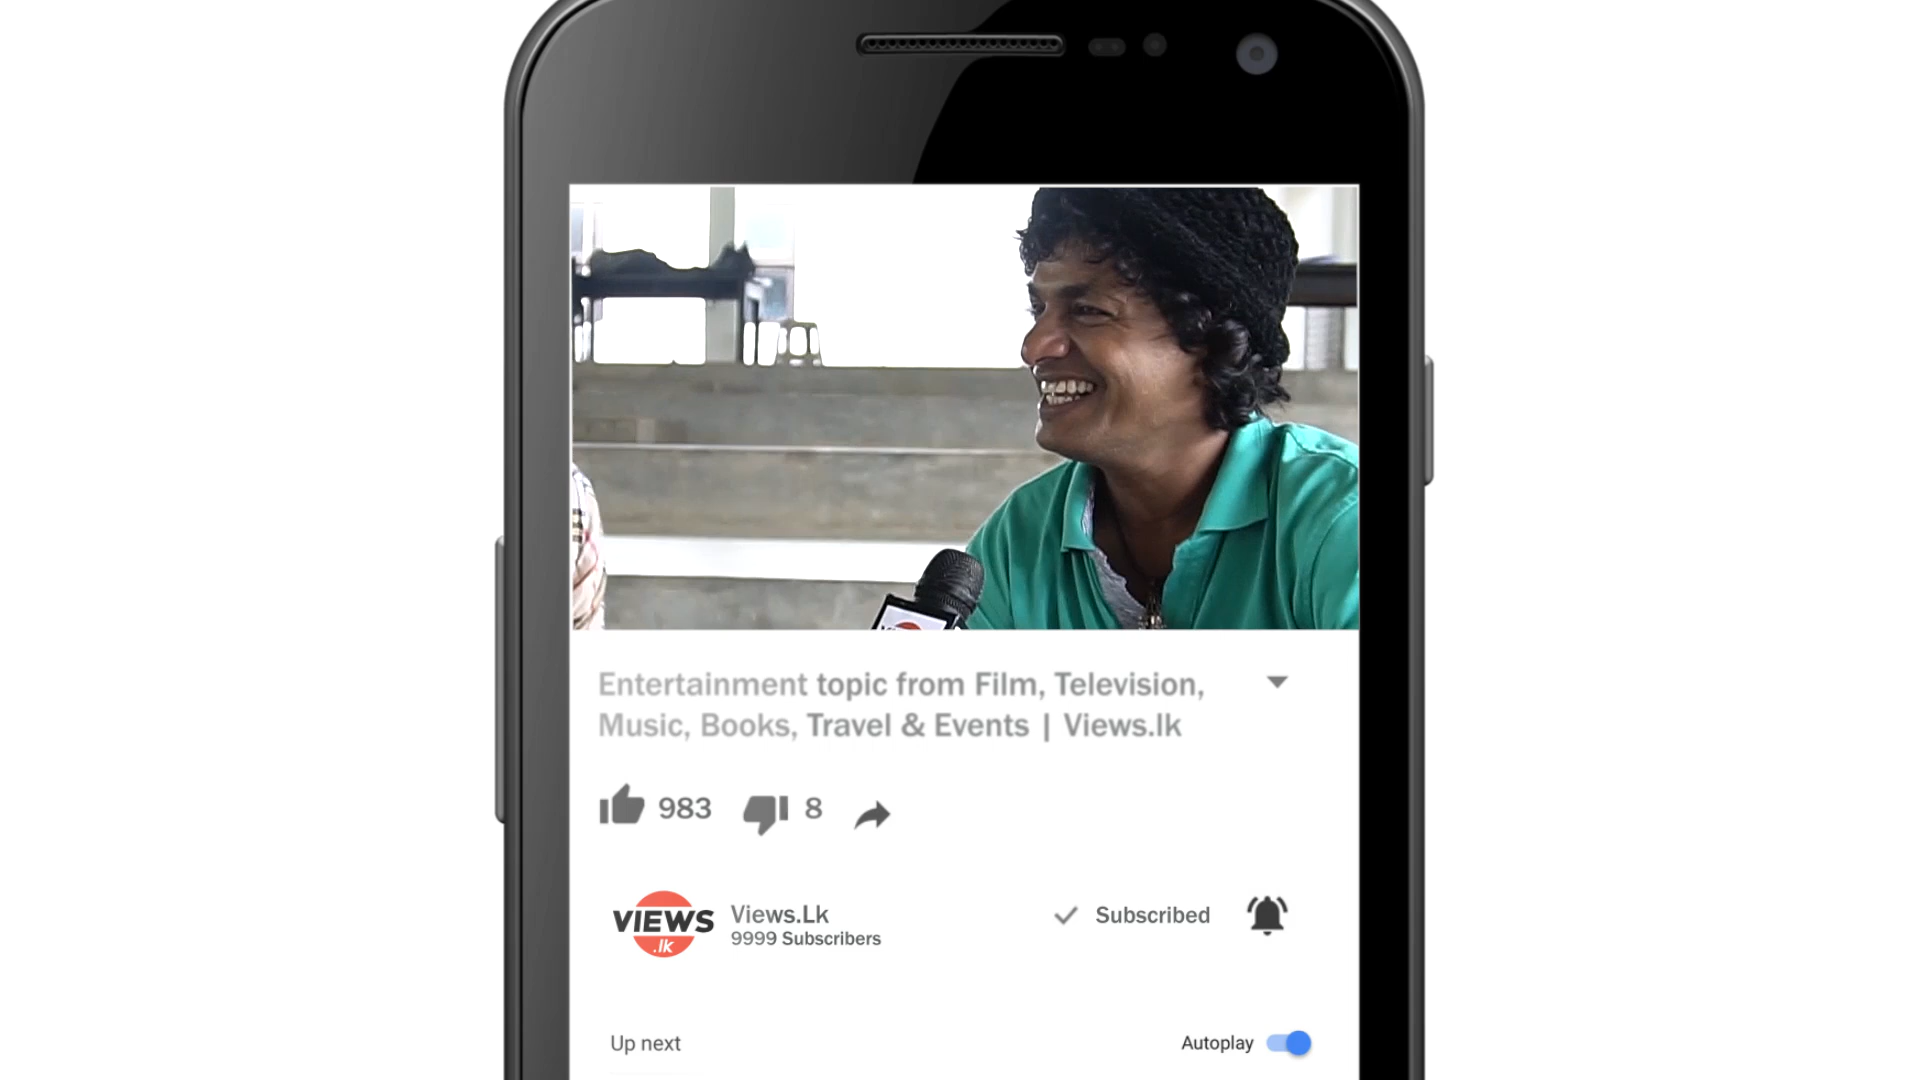 Entertainment topic from Film, Television,
Music, Books, Travel & Events | Views.lk
983 8
VIEWS
.lk
Views.Lk
9999 Subscribers
Subscribed
Up next
Autoplay